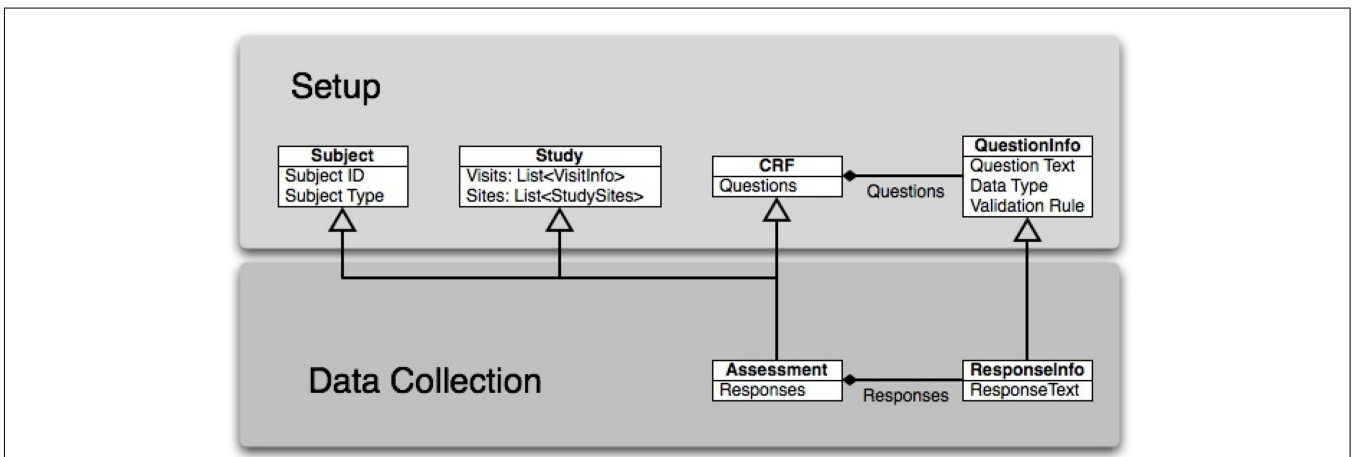 Setup
Subject
Subject ID
Subject Type
Study
Visits: List<VisitInfo>
Sites: List<StudySites>
CRF
Questions
Questions
QuestionInfo
Question Text
Data Type
Validation Rule
Data Collection
Assessment
Responses
Responses
ResponseInfo
ResponseText